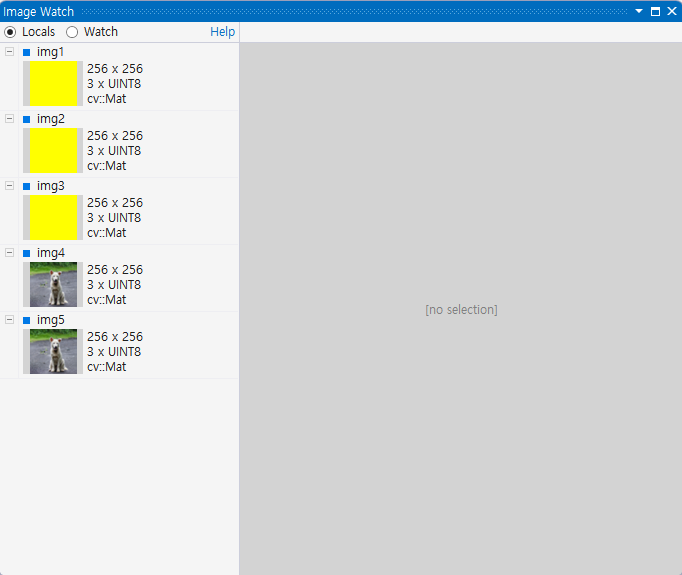 Image Watch
Locals Watch Help
img1
256 x 256
3 x UINT8
cv::Mat
img2
256 x 256
3 x UINT8
cv::Mat
img3
256 x 256
3 x UINT8
cv::Mat
img4
256 x 256
3 x UINT8
cv::Mat
img5
256 x 256
3 x UINT8
cv::Mat
[no selection]